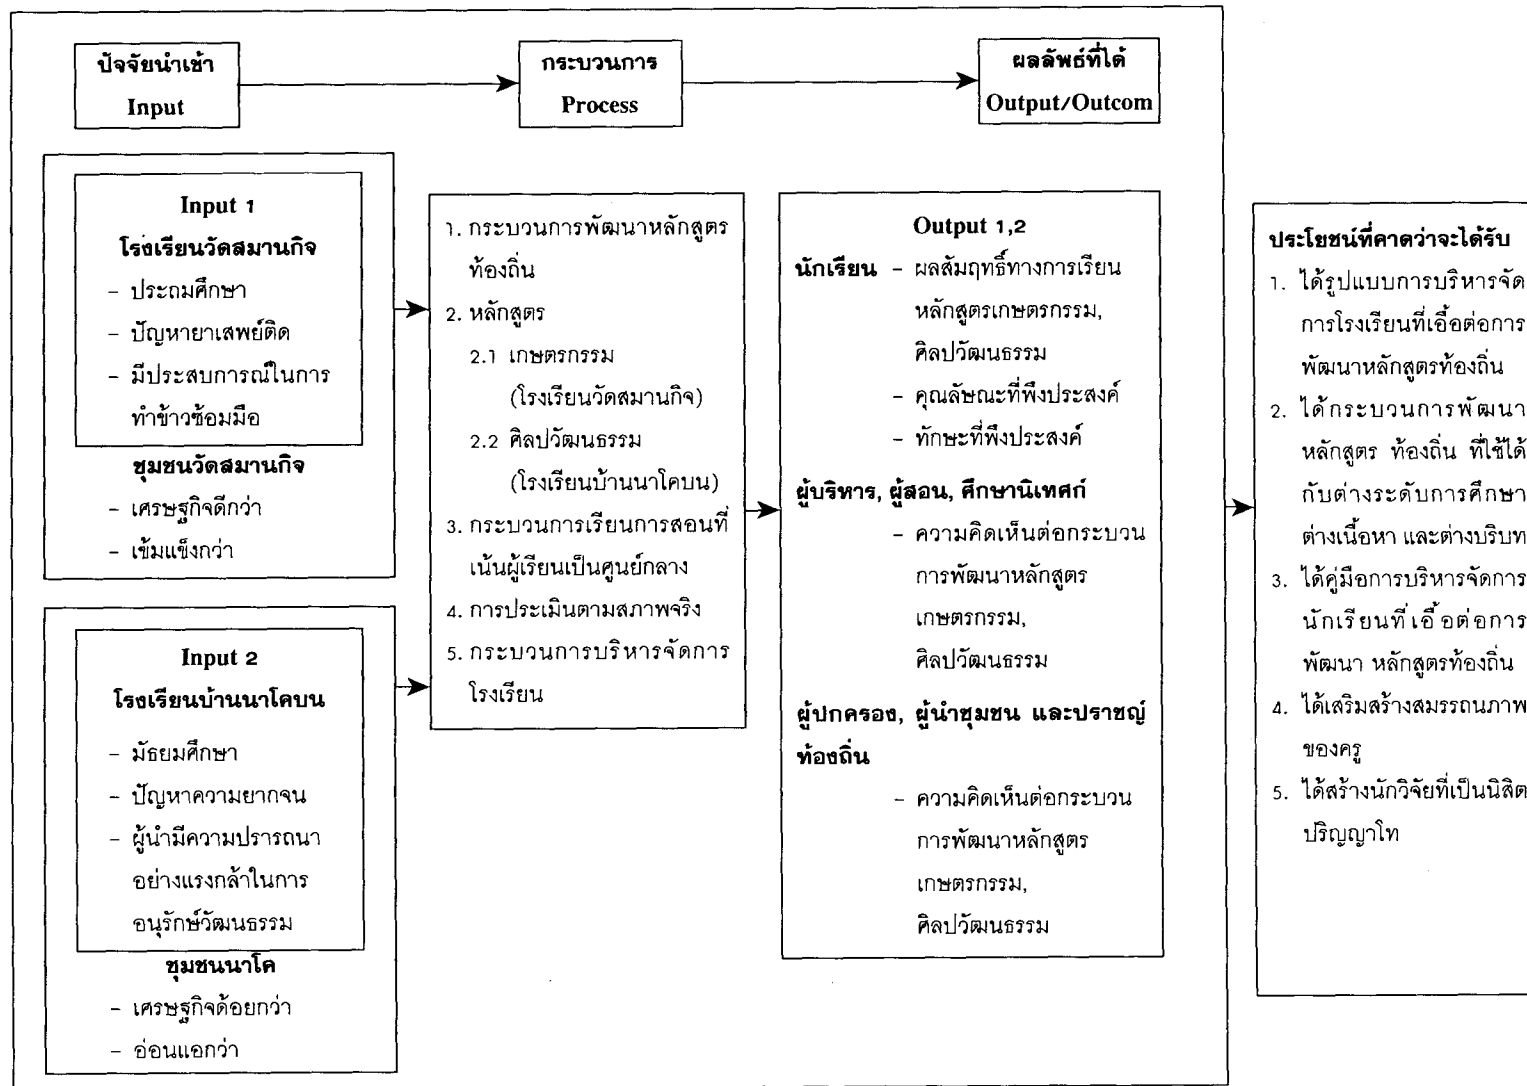 ปัจจัยนำเข้า
Input
กระบวนการ
Process
ผลลัพธ์ที่ได้
Output/Outcom
Input 1
โรงเรียนวัดสมานกิจ
– ประถมศึกษา
– ปัญหายาเสพย์ติด
– มีประสบการณ์ในการ
ทำข้าวซ้อมมือ
ชุมชนวัดสมานกิจ
– เศรษฐกิจดีกว่า
– เข้มแข็งกว่า
Input 2
โรงเรียนบ้านนาโคบน
– มัธยมศึกษา
– ปัญหาความยากจน
– ผู้นำมีความปรารถนา
อย่างแรงกล้าในการ
อนุรักษ์วัฒนธรรม
ชุมชนนาโค
– เศรษฐกิจด้อยกว่า
– อ่อนแอกว่า
1. กระบวนการพัฒนาหลักสูตร
ท้องถิ่น
2. หลักสูตร
2.1 เกษตรกรรม
(โรงเรียนวัดสมานกิจ)
2.2 ศิลปวัฒนธรรม
(โรงเรียนบ้านนาโคบน)
3. กระบวนการเรียนการสอนที่
เน้นผู้เรียนเป็นศูนย์กลาง
4. การประเมินตามสภาพจริง
5. กระบวนการบริหารจัดการ
โรงเรียน
Output 1,2
นักเรียน – ผลสัมฤทธิ์ทางการเรียน
หลักสูตรเกษตรกรรม,
ศิลปวัฒนธรรม
– คุณลัษณะที่พึงประสงค์
– ทักษะที่พึงประสงค์
ผู้บริหาร, ผู้สอน, ศึกษานิเทศก์
– ความคิดเห็นต่อกระบวน
การพัฒนาหลักสูตร
เกษตรกรรม,
ศิลปวัฒนธรรม
ผู้ปกครอง, ผู้นำชุมชน และปราชญ์
ท้องถิ่น
– ความคิดเห็นต่อกระบวน
การพัฒนาหลักสูตร
เกษตรกรรม,
ศิลปวัฒนธรรม
ประโยชน์ที่คาดว่าจะได้รับ
1. ได้รูปแบบการบริหารจัด
การโรงเรียนที่เอื้อต่อการ
พัฒนาหลักสูตรท้องถิ่น
2. ได้กระบวนการพัฒนา
หลักสูตร ท้องถิ่น ที่ใช้ได้
กับต่างระดับการศึกษา
ต่างเนื้อหา และต่างบริบท
3. ได้คู่มือการบริหารจัดการ
นักเรียนที่เอื้อต่อการ
พัฒนา หลักสูตรท้องถิ่น
4. ได้เสริมสร้างสมรรถนภาพ
ของครู
5. ได้สร้างนักวิจัยที่เป็นนิสิต
ปริญญาโท